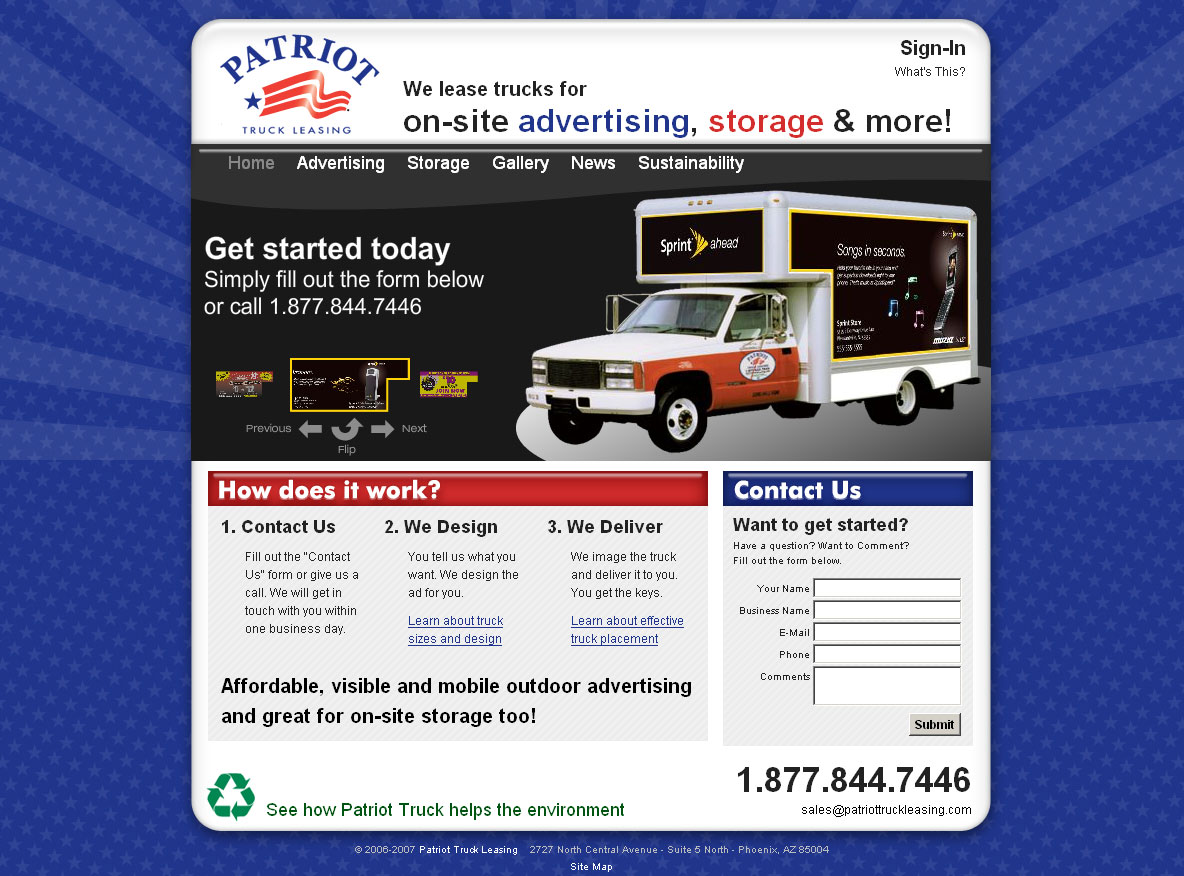 PATRIOT
TRUCK LEASING
Sign-In
What's This?
We lease trucks for
on-site advertising, storage & more!
Home Advertising Storage Gallery News Sustainability
Get started today
Simply fill out the form below
or call 1.877.844.7446
Sprint ahead
Songs in seconds.
Sprint Store
PATRIOT
Previous Next
Flip
How does it work?
1. Contact Us
Fill out the "Contact
Us" form or give us a
call. We will get in
touch with you within
one business day.
2. We Design
You tell us what you
want. We design the
ad for you.
Learn about truck
sizes and design
3. We Deliver
We image the truck
and deliver it to you.
You get the keys.
Learn about effective
truck placement
Affordable, visible and mobile outdoor advertising
and great for on-site storage too!
Contact Us
Want to get started?
Have a question? Want to Comment?
Fill out the form below.
Your Name
Business Name
E-Mail
Phone
Comments
Submit
See how Patriot Truck helps the environment
1.877.844.7446
sales@patriottruckleasing.com
© 2006-2007 Patriot Truck Leasing 2727 North Central Avenue - Suite 5 North - Phoenix, AZ 85004
Site Map